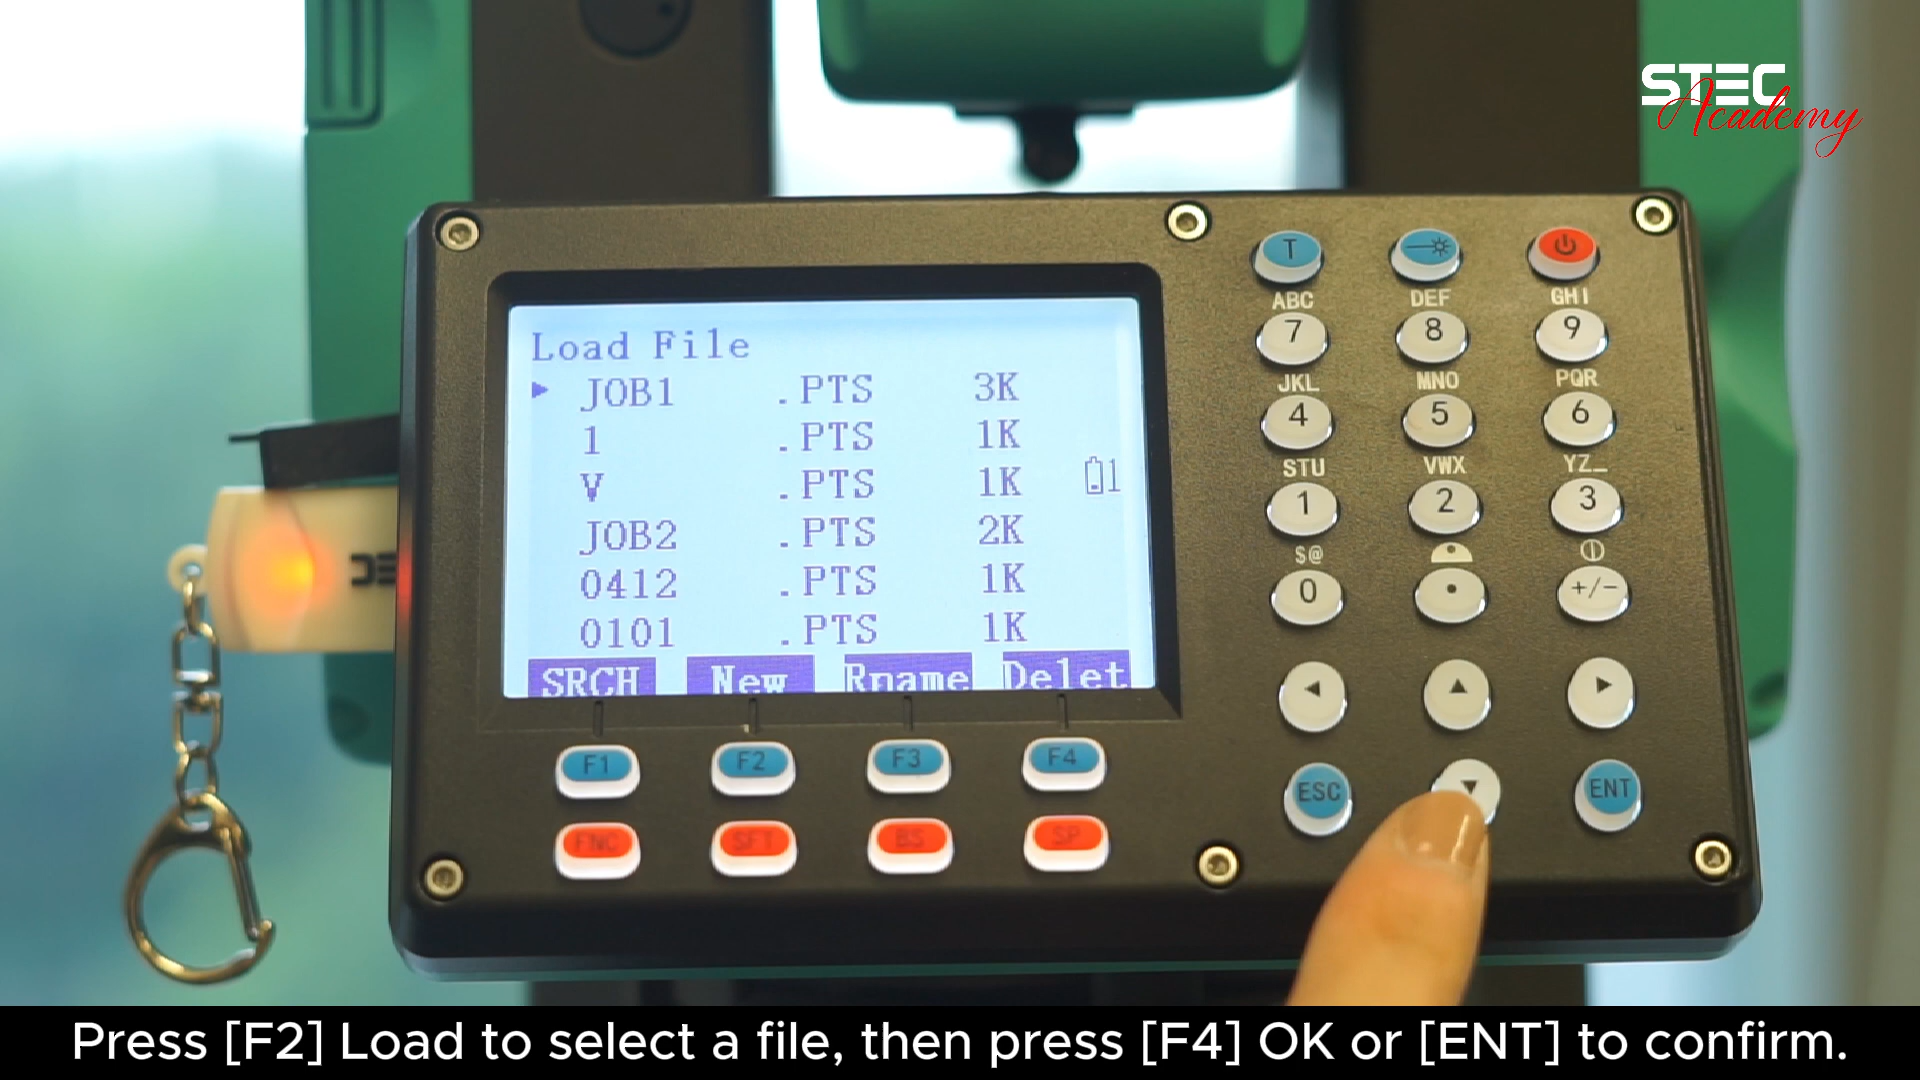 STEC
Academy
Load File
JOB1 .PTS 3K
1 .PTS 1K
V .PTS 1K
1
JOB2 .PTS 2K
0412 .PTS 1K
0101 .PTS 1K
SRCH New Rname Delet
F1 F2 F3 F4
FNC SFT BS SP
T
ABC DEF GHI
7 8 9
JKL MNO PQR
4 5 6
STU VWX YZ_
1 2 3
S@
0 • +/-
ESC ENT
Press [F2] Load to select a file, then press [F4] OK or [ENT] to confirm.